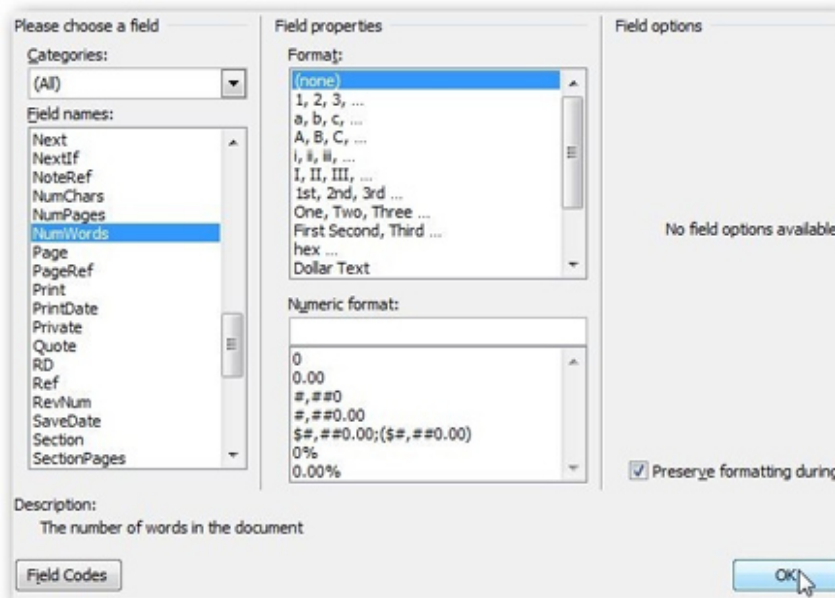 Please choose a field
Categories:
(All)
Field names:
Next
NextIf
NoteRef
NumChars
NumPages
NumWords
Page
PageRef
Print
PrintDate
Private
Quote
RD
Ref
RevNum
SaveDate
Section
SectionPages
Field properties
Format:
(none)
1, 2, 3, ...
a, b, c, ...
A, B, C, ...
i, ii, iii, ...
I, II, III, ...
1st, 2nd, 3rd ...
One, Two, Three ...
First Second, Third ...
hex ...
Dollar Text
Numeric format:
0
0.00
#,##0
#,##0.00
$#,##0.00;($#,##0.00)
0%
0.00%
Field options
No field options available
Preserve formatting during
Description:
The number of words in the document
Field Codes
OK